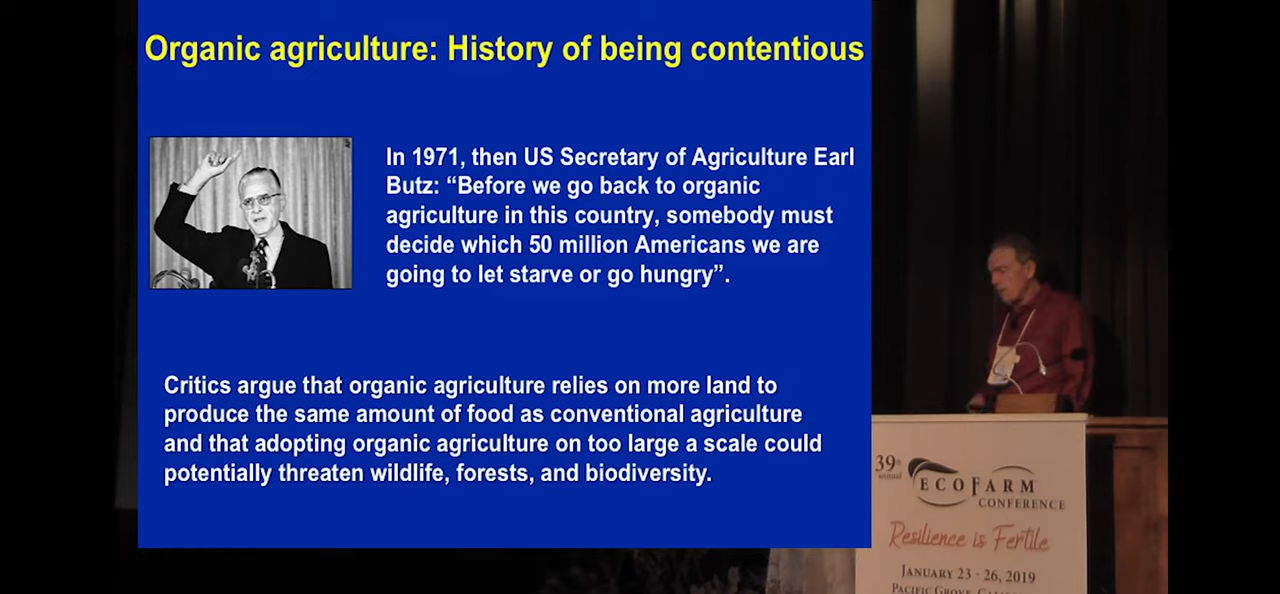 Organic agriculture: History of being contentious
In 1971, then US Secretary of Agriculture Earl
Butz: “Before we go back to organic
agriculture in this country, somebody must
decide which 50 million Americans we are
going to let starve or go hungry”.
Critics argue that organic agriculture relies on more land to
produce the same amount of food as conventional agriculture
and that adopting organic agriculture on too large a scale could
potentially threaten wildlife, forests, and biodiversity.
39th
annual
ECOFARM
CONFERENCE
Resilience is Fertile
JANUARY 23 - 26, 2019
PACIFIC GROVE,